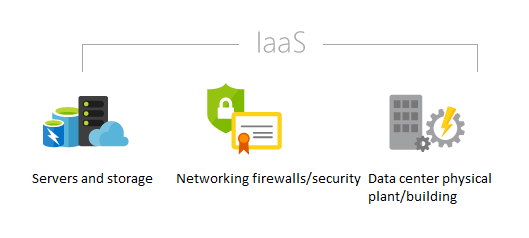 IaaS
Servers and storage
Networking firewalls/security
Data center physical
plant/building